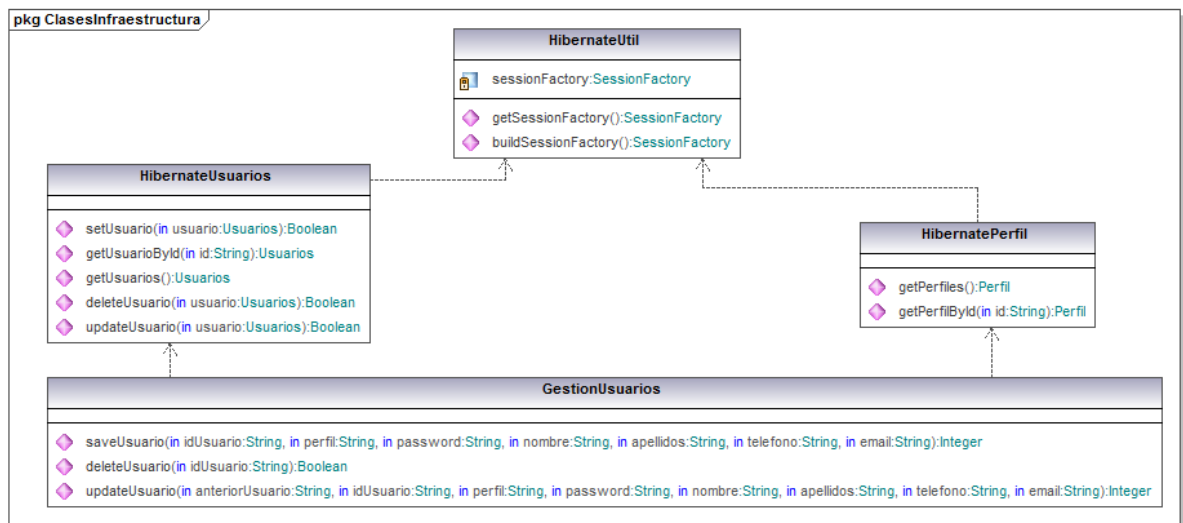 pkg ClasesInfraestructura
HibernateUtil
sessionFactory:SessionFactory
getSessionFactory():SessionFactory
buildSessionFactory():SessionFactory
HibernateUsuarios
setUsuario(in usuario:Usuarios):Boolean
getUsuarioById(in id:String):Usuarios
getUsuarios():Usuarios
deleteUsuario(in usuario:Usuarios):Boolean
updateUsuario(in usuario:Usuarios):Boolean
HibernatePerfil
getPerfiles():Perfil
getPerfilById(in id:String):Perfil
GestionUsuarios
saveUsuario(in idUsuario:String, in perfil:String, in password:String, in nombre:String, in apellidos:String, in telefono:String, in email:String):Integer
deleteUsuario(in idUsuario:String):Boolean
updateUsuario(in anteriorUsuario:String, in idUsuario:String, in perfil:String, in password:String, in nombre:String, in apellidos:String, in telefono:String, in email:String):Integer